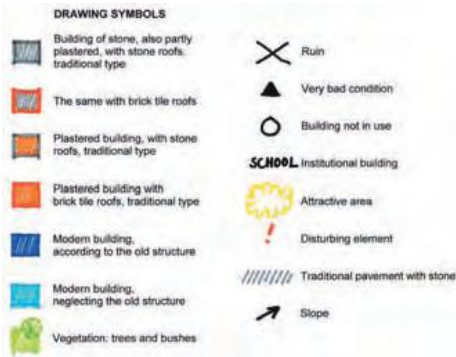 DRAWING SYMBOLS
Building of stone, also partly
plastered, with stone roofs,
traditional type
The same with brick tile roofs
Plastered building, with stone
roofs, traditional type
Plastered building with
brick tile roofs, traditional type
Modern building,
according to the old structure
Modern building,
neglecting the old structure
Vegetation: trees and bushes
Ruin
Very bad condition
Building not in use
SCHOOL Institutional building
Attractive area
! Disturbing element
Traditional pavement with stone
Slope